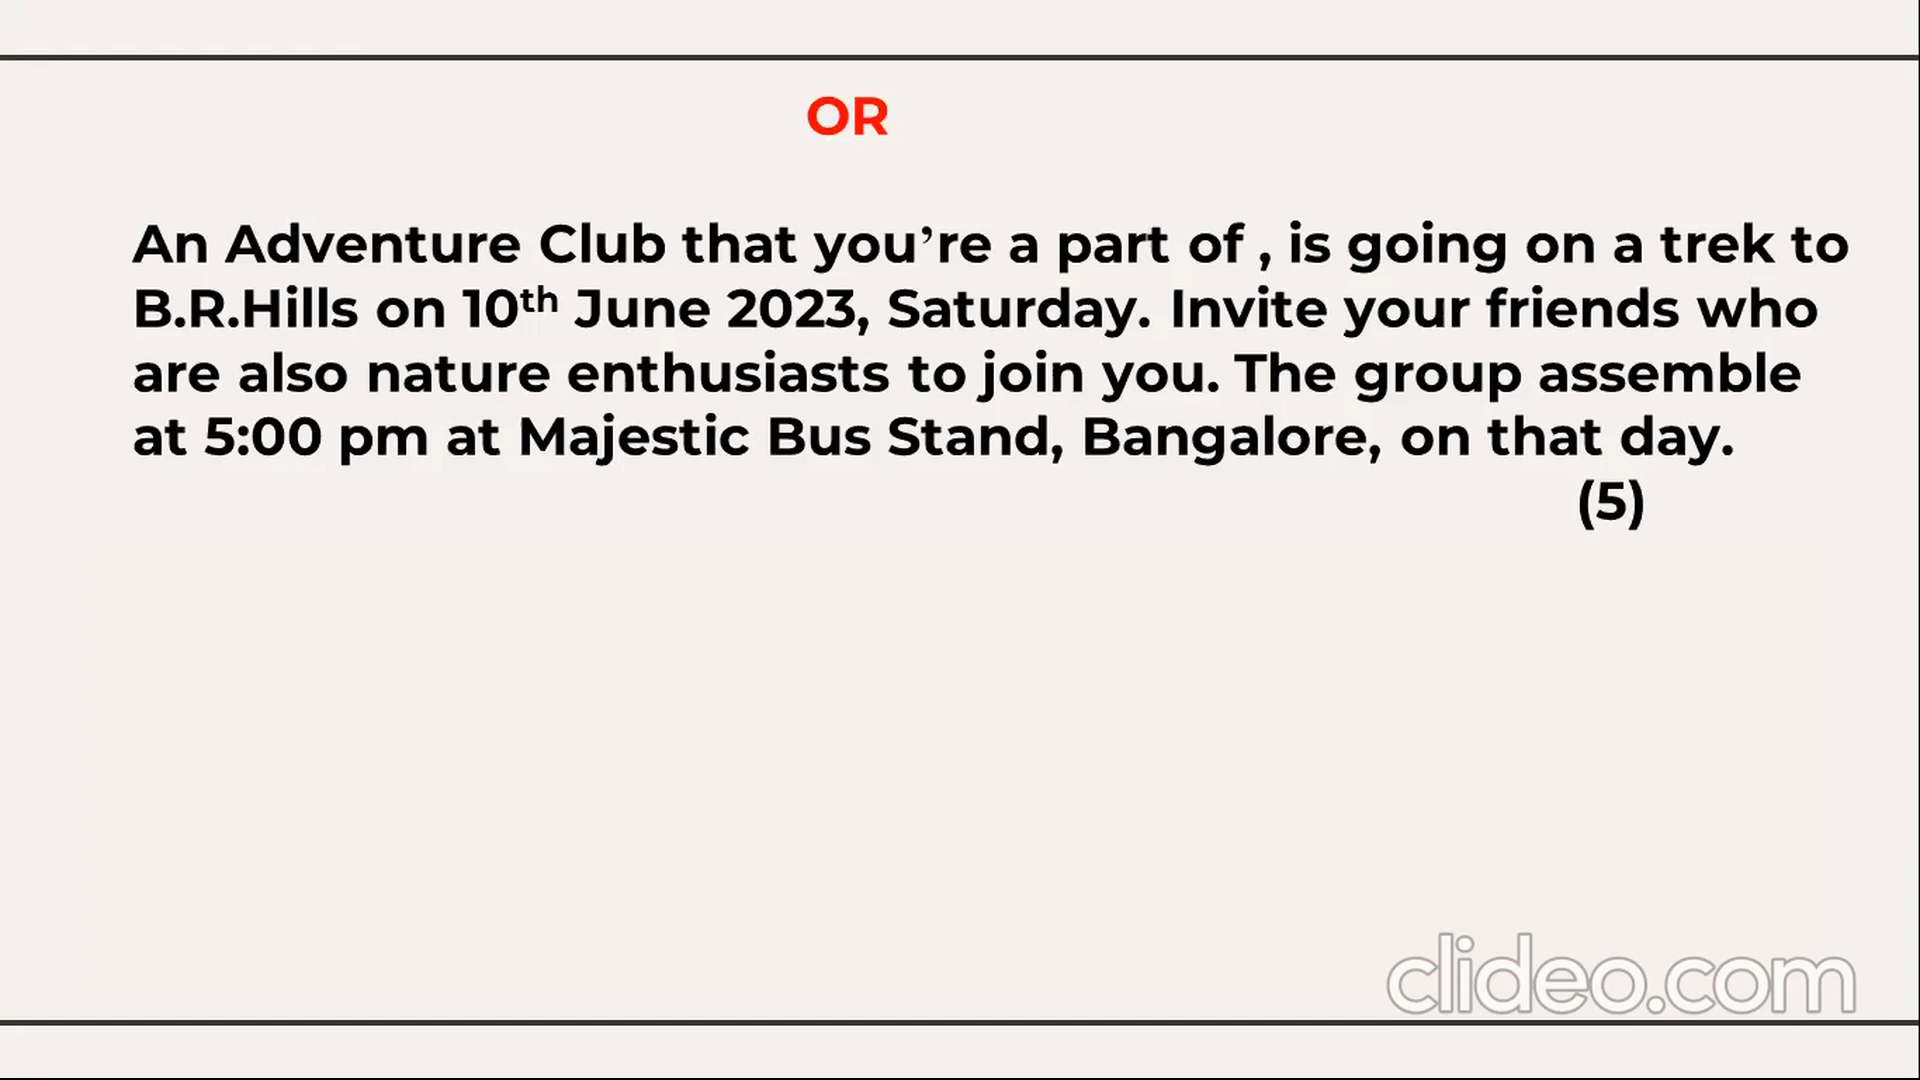 OR
An Adventure Club that you’re a part of , is going on a trek to
B.R.Hills on 10th June 2023, Saturday. Invite your friends who
are also nature enthusiasts to join you. The group assemble
at 5:00 pm at Majestic Bus Stand, Bangalore, on that day.
(5)
clideo.com